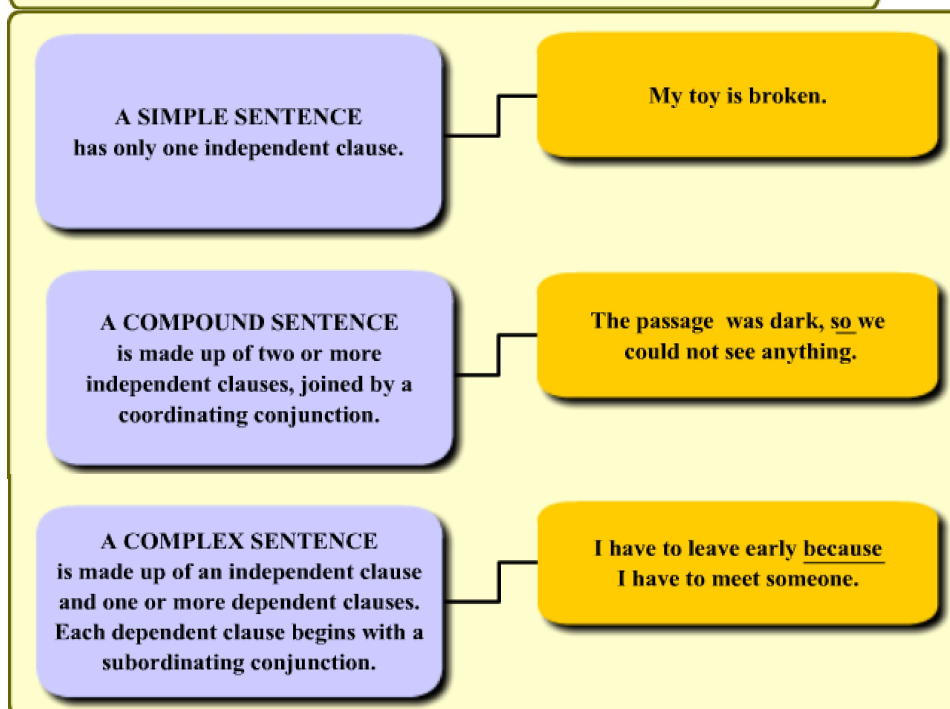 A SIMPLE SENTENCE
has only one independent clause.
My toy is broken.
A COMPOUND SENTENCE
is made up of two or more
independent clauses, joined by a
coordinating conjunction.
The passage was dark, so we
could not see anything.
A COMPLEX SENTENCE
is made up of an independent clause
and one or more dependent clauses.
Each dependent clause begins with a
subordinating conjunction.
I have to leave early because
I have to meet someone.